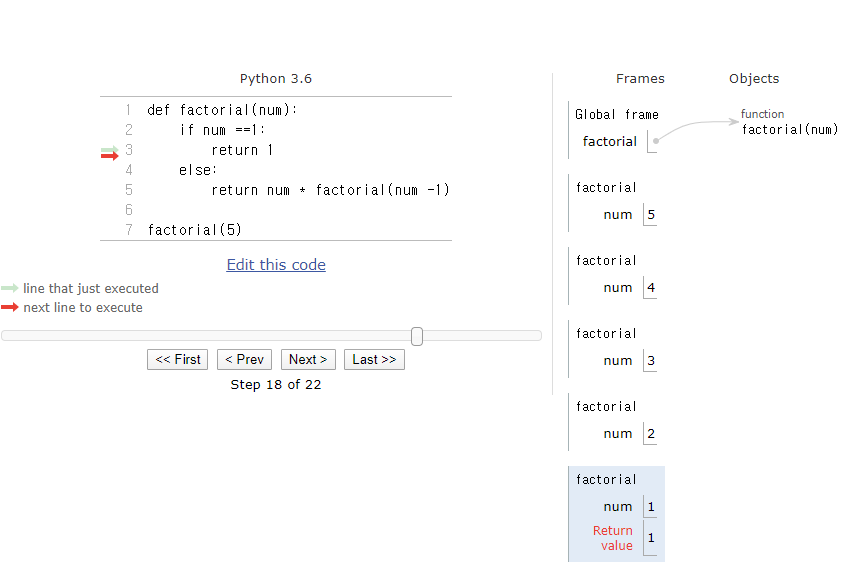 Python 3.6
1 def factorial(num):
2     if num ==1:
3         return 1
4     else:
5         return num * factorial(num -1)
6
7 factorial(5)
Edit this code
line that just executed
next line to execute
<< First < Prev Next > Last >>
Step 18 of 22
Frames Objects
Global frame
factorial
function
factorial(num)
factorial
num 5
factorial
num 4
factorial
num 3
factorial
num 2
factorial
num 1
Return
value 1